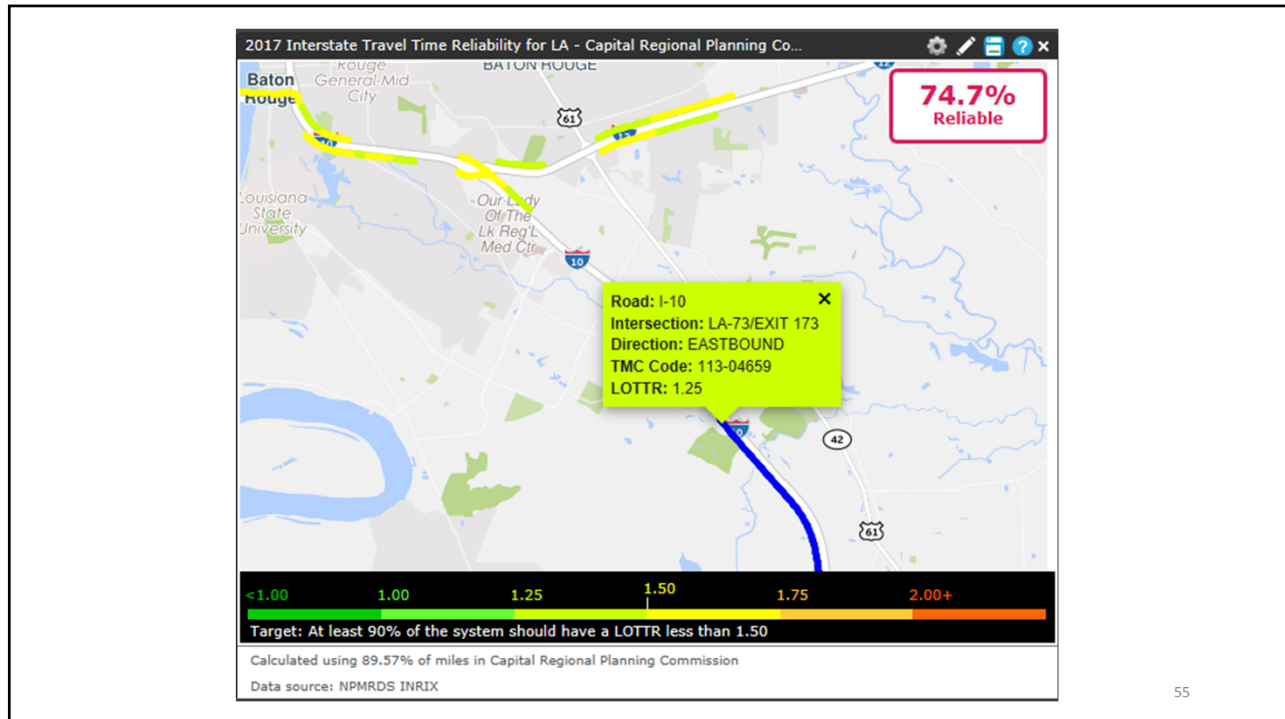 2017 Interstate Travel Time Reliability for LA - Capital Regional Planning Co...
74.7%
Reliable
BATON ROUGE
Rouge
General-Mid
City
Baton
Rouge
61
12
12
10
Louisiana
State
University
Our Lady
Of The
Lk Reg'L
Med Ctr
10
Road: I-10
Intersection: LA-73/EXIT 173
Direction: EASTBOUND
TMC Code: 113-04659
LOTTR: 1.25
42
61
<1.00 1.00 1.25 1.50 1.75 2.00+
Target: At least 90% of the system should have a LOTTR less than 1.50
Calculated using 89.57% of miles in Capital Regional Planning Commission
Data source: NPMRDS INRIX
55